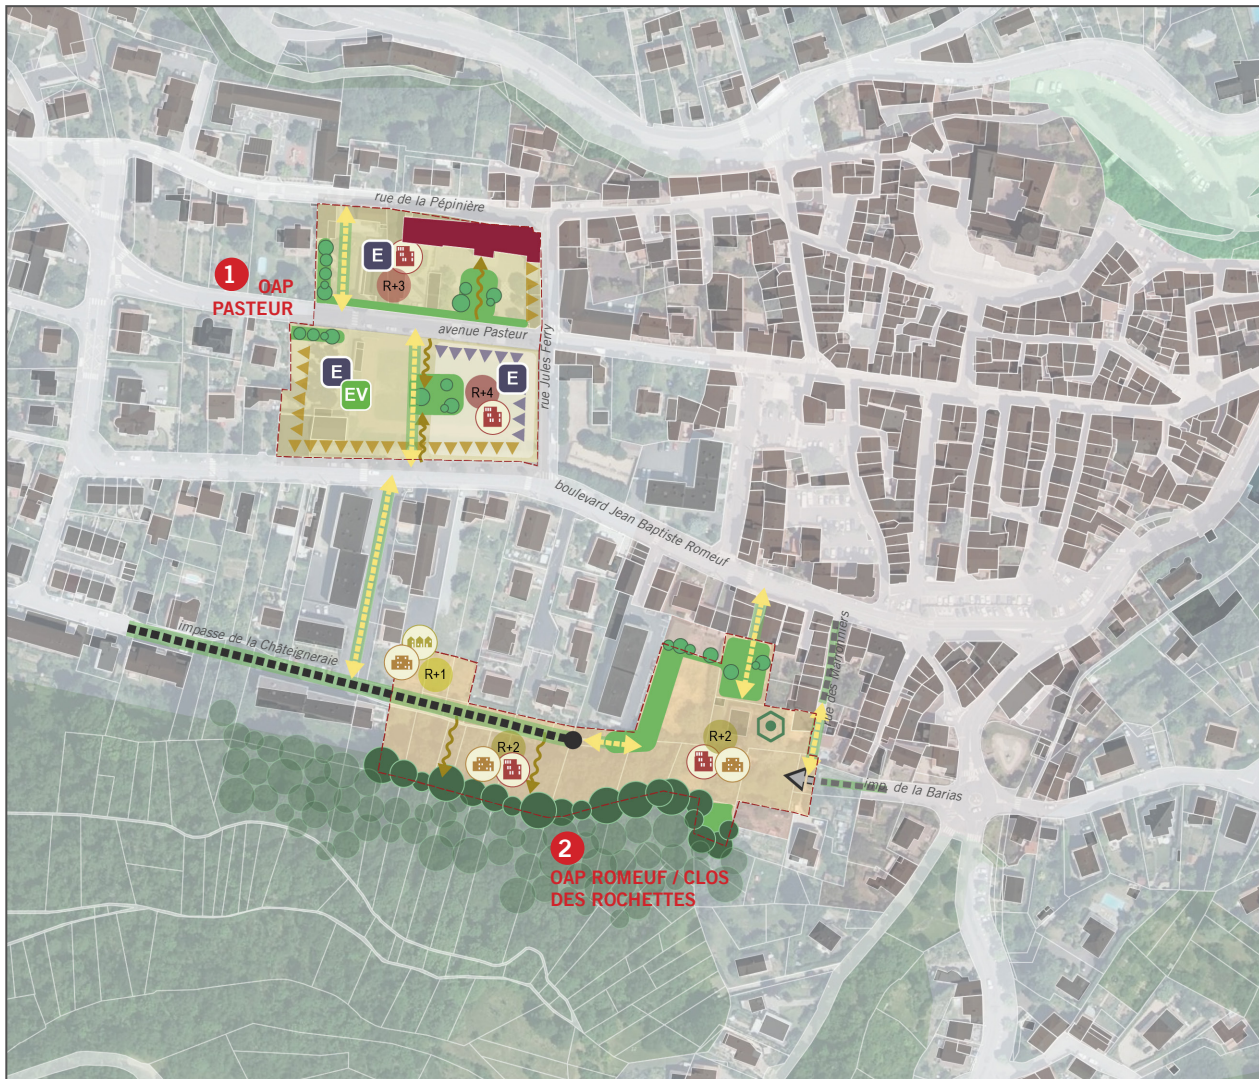 rue de la Pépinière
E
1
OAP
PASTEUR
R+3
avenue Pasteur
rue Jules Ferry
E
EV
E
R+4
boulevard Jean Baptiste Romeuf
rue des Marronniers
impasse de la Châteigneraie
R+1
R+2
R+2
imp. de la Barias
2
OAP ROMEUF / CLOS
DES ROCHETTES